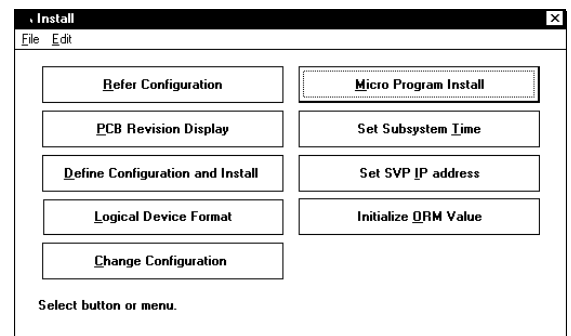 Install
File Edit
Refer Configuration
Micro Program Install
PCB Revision Display
Set Subsystem Time
Define Configuration and Install
Set SVP IP address
Logical Device Format
Initialize ORM Value
Change Configuration
Select button or menu.